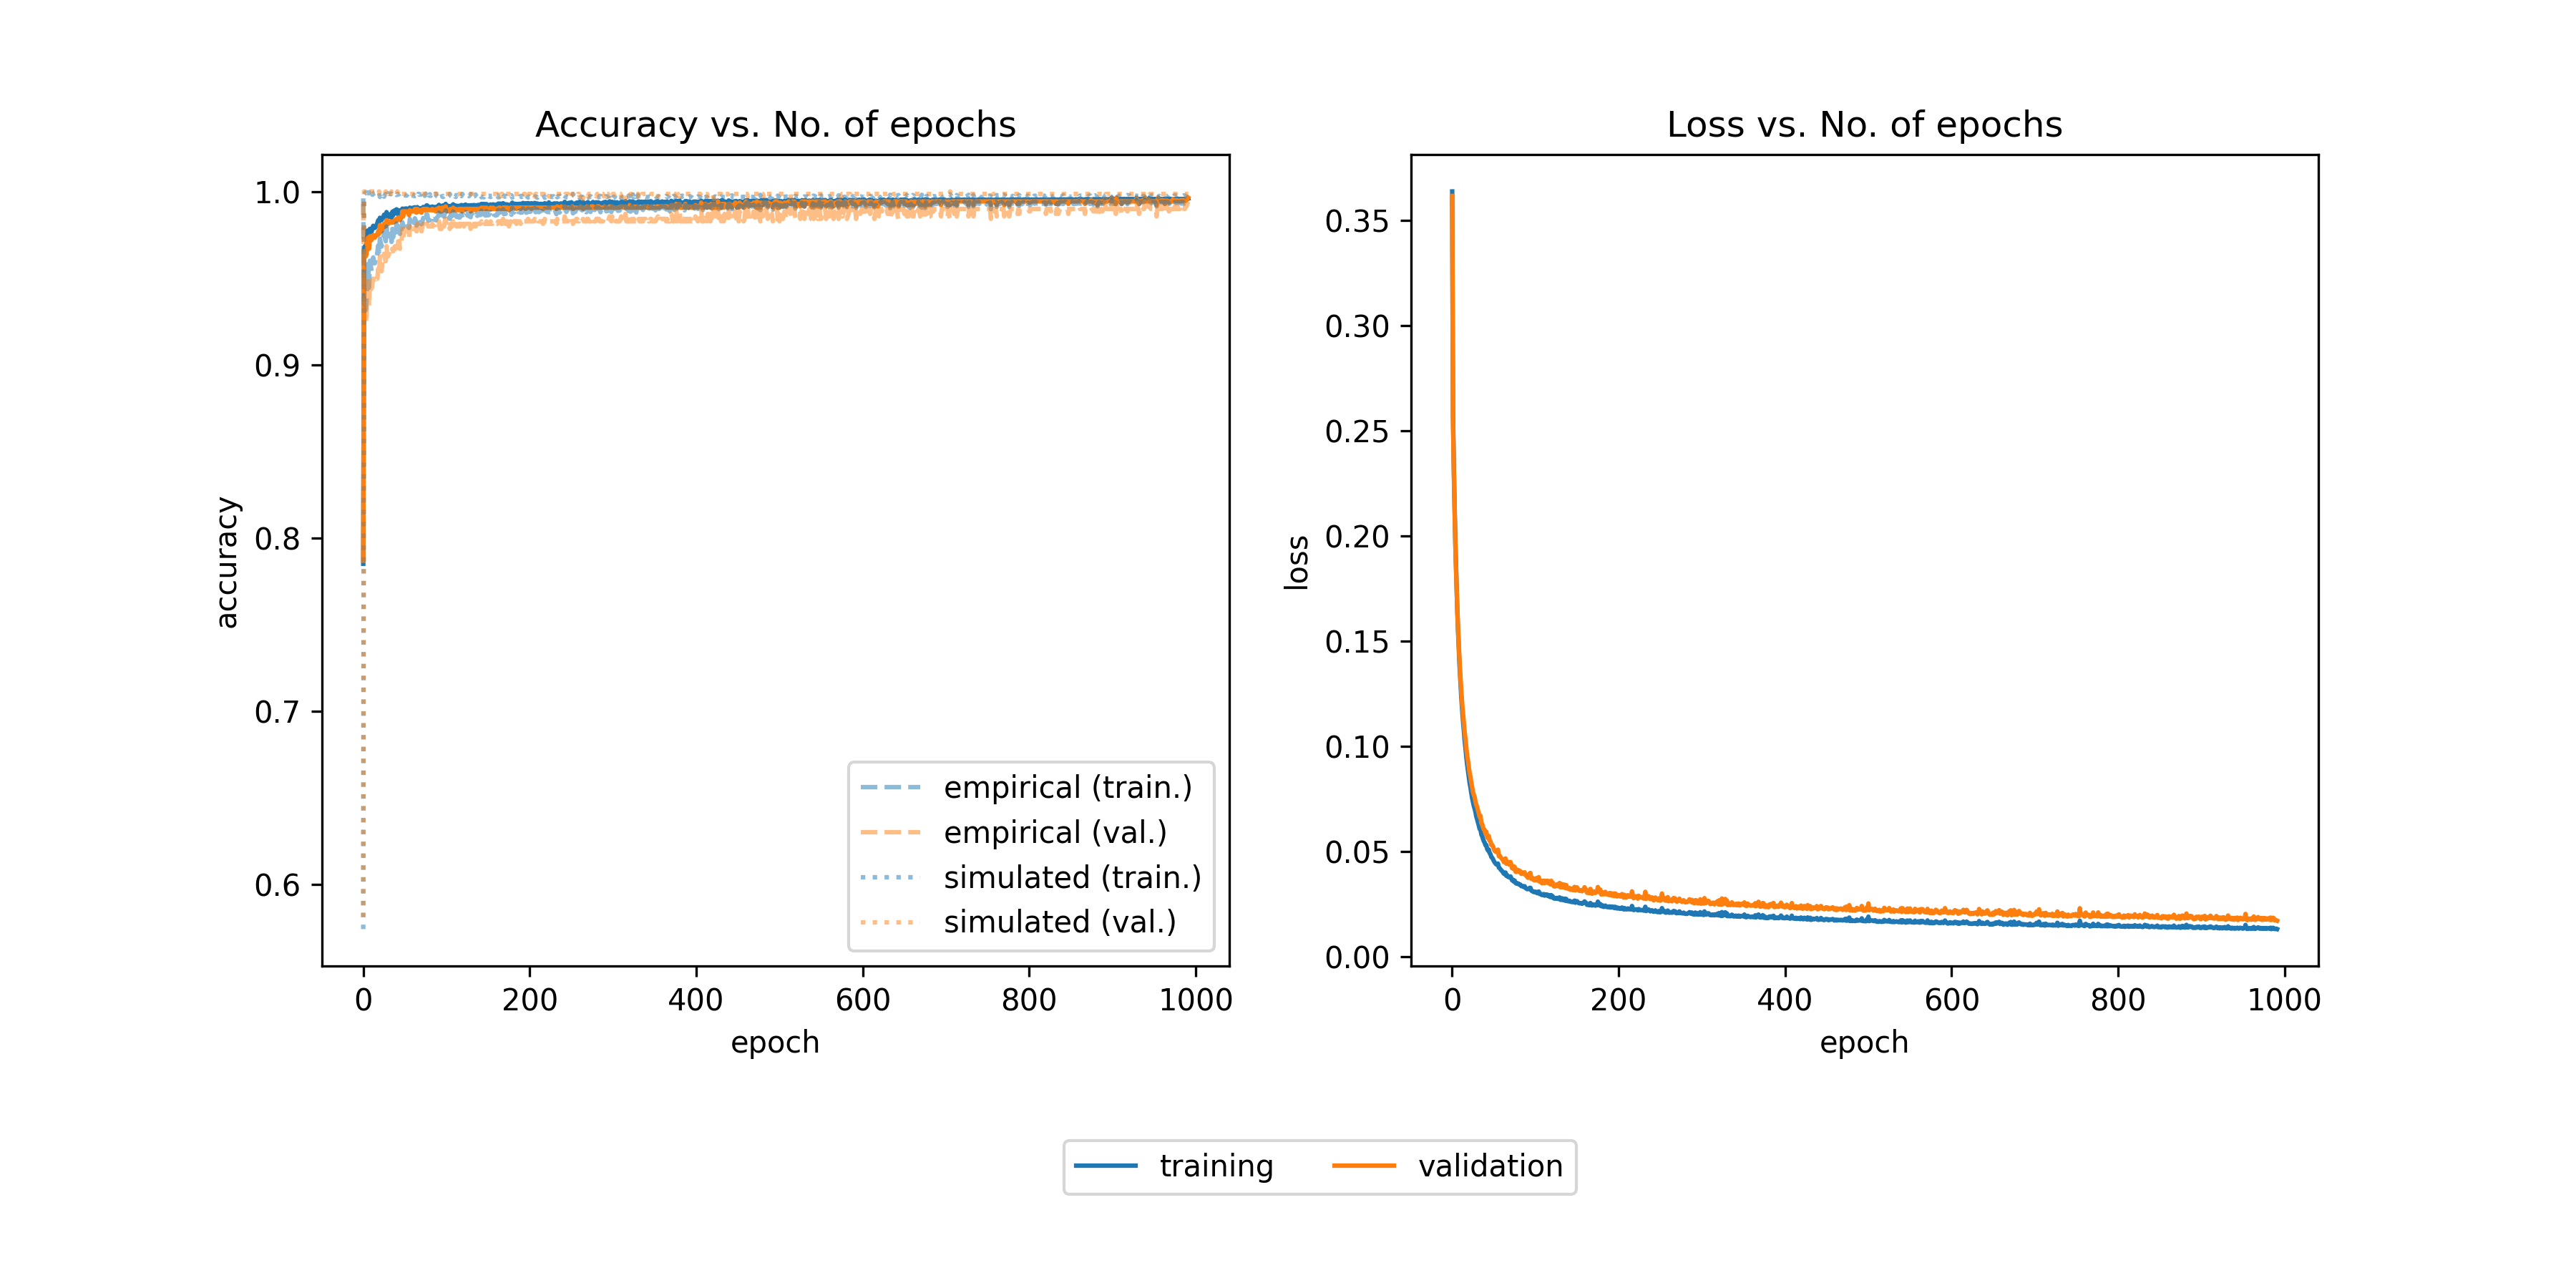 Accuracy vs. No. of epochs
1.0
0.9
0.8
0.7
0.6
accuracy
0 200 400 600 800 1000
epoch
empirical (train.)
empirical (val.)
simulated (train.)
simulated (val.)
Loss vs. No. of epochs
0.35
0.30
0.25
0.20
0.15
0.10
0.05
0.00
loss
0 200 400 600 800 1000
epoch
training validation